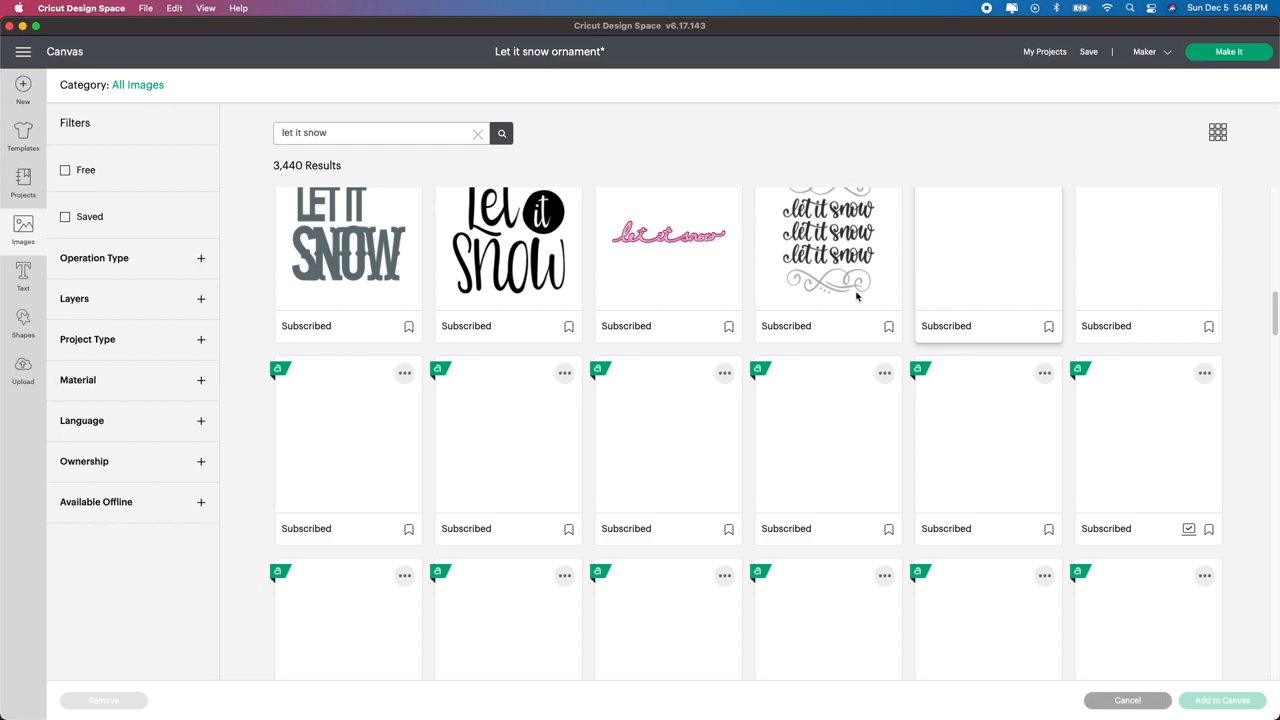 Cricut Design Space File Edit View Help Sun Dec 5 5:46 PM
Cricut Design Space v6.17.143
Canvas Let it snow ornament* My Projects Save | Maker Make It
New
Templates
Projects
Images
Text
Shapes
Upload
Category: All Images
Filters
Free
Saved
Operation Type +
Layers +
Project Type +
Material +
Language +
Ownership +
Available Offline +
let it snow
3,440 Results
LET IT
SNOW
Let it
Snow
let it snow
let it snow
let it snow
let it snow
Subscribed Subscribed Subscribed Subscribed Subscribed Subscribed
a a a a a a
Subscribed Subscribed Subscribed Subscribed Subscribed Subscribed
a a a a a a
Remove Cancel Add to Canvas